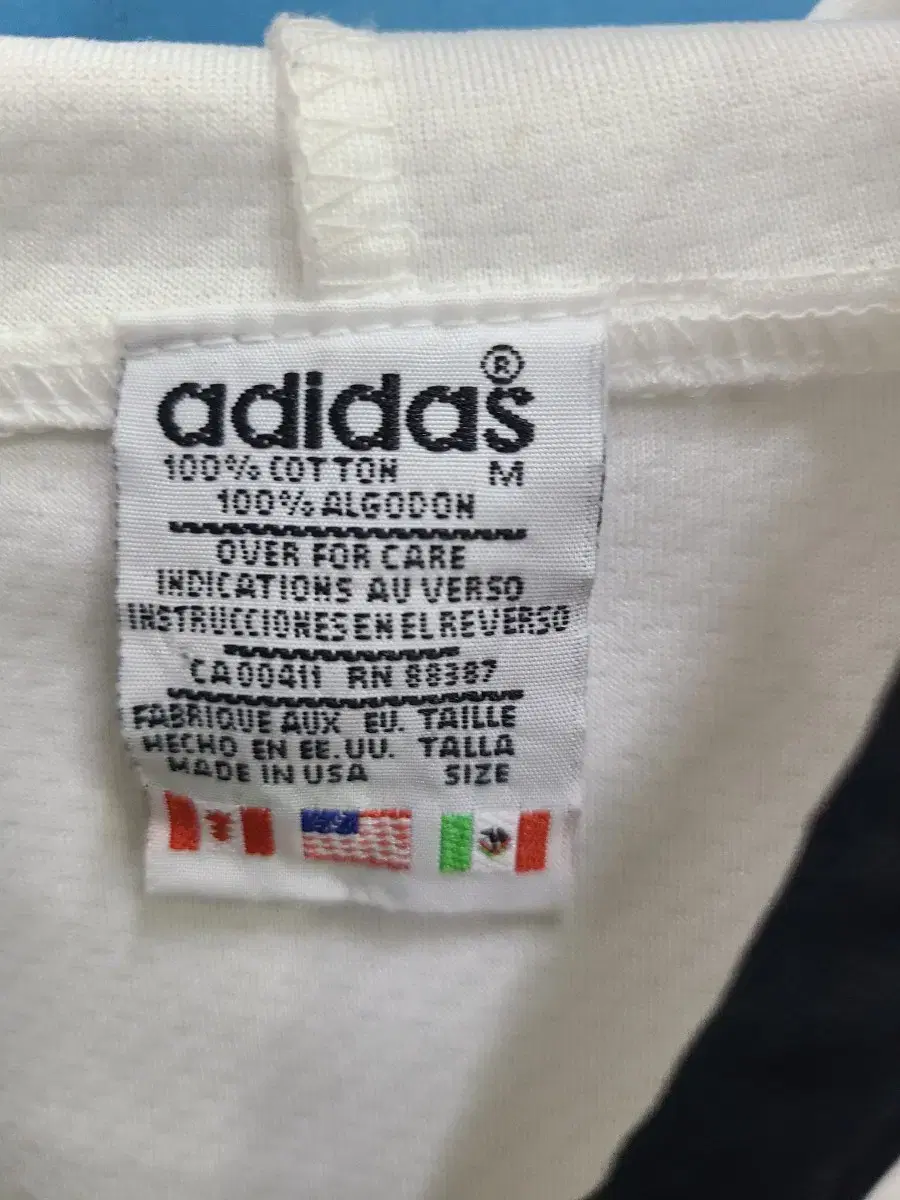 adidas®
100% COTTON M
100% ALGODON
OVER FOR CARE
INDICATIONS AU VERSO
INSTRUCCIONES EN EL REVERSO
CA00411 RN 88387
FABRIQUE AUX EU. TAILLE
HECHO EN EE.UU. TALLA
MADE IN USA SIZE